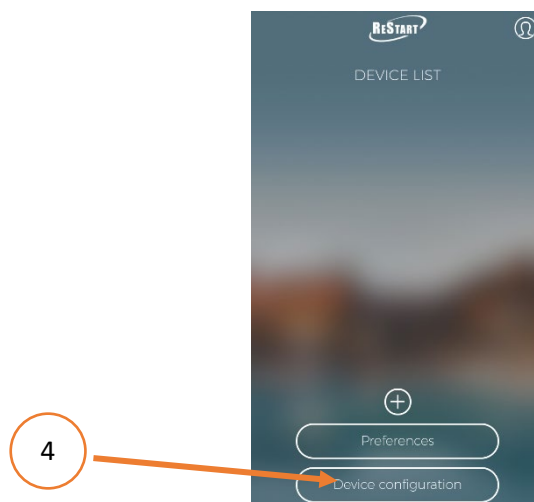 ReStart
DEVICE LIST
Preferences
4
Device configuration